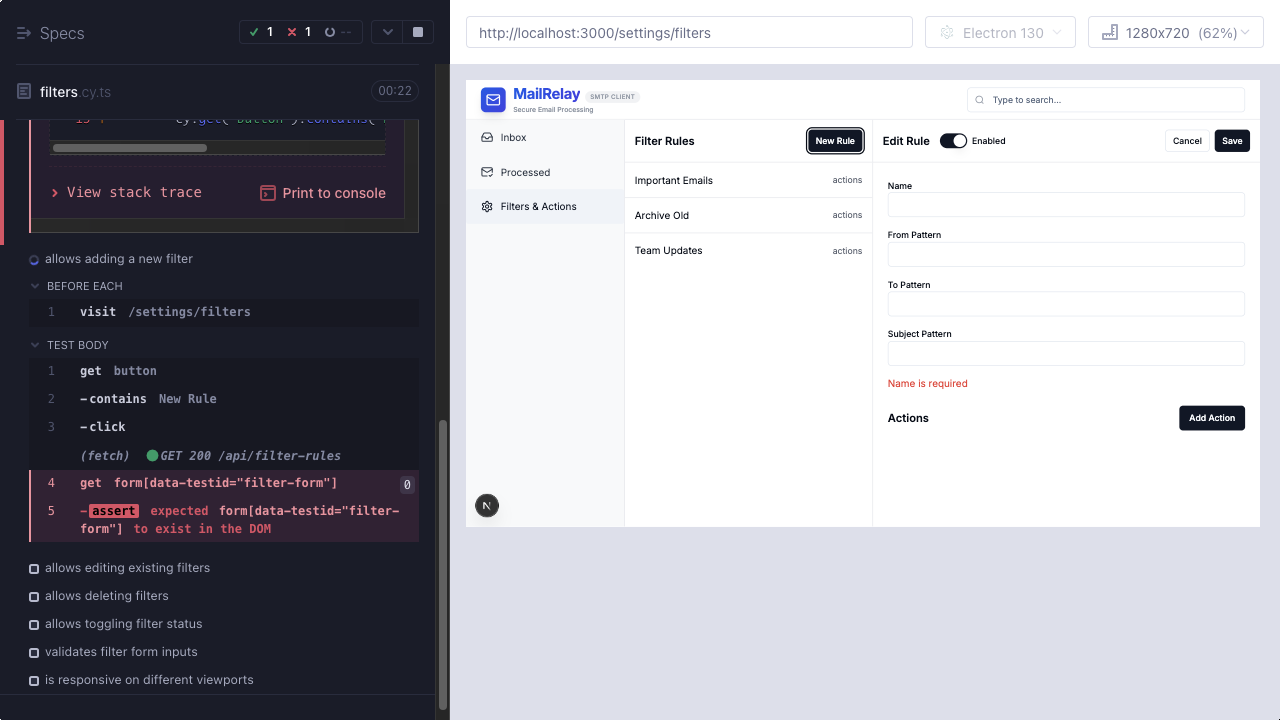 Specs
1
1
--
filters.cy.ts
00:22
cy.get('button').contains('
View stack trace
Print to console
allows adding a new filter
BEFORE EACH
1 visit /settings/filters
TEST BODY
1 get button
2 -contains New Rule
3 -click
(fetch) GET 200 /api/filter-rules
4 get form[data-testid="filter-form"] 0
5 -assert expected form[data-testid="filter-
form"] to exist in the DOM
allows editing existing filters
allows deleting filters
allows toggling filter status
validates filter form inputs
is responsive on different viewports
http://localhost:3000/settings/filters
Electron 130
1280x720 (62%)
MailRelay SMTP CLIENT
Secure Email Processing
Type to search...
Inbox
Processed
Filters & Actions
N
Filter Rules
New Rule
Important Emails actions
Archive Old actions
Team Updates actions
Edit Rule
Enabled
Cancel
Save
Name
From Pattern
To Pattern
Subject Pattern
Name is required
Actions
Add Action